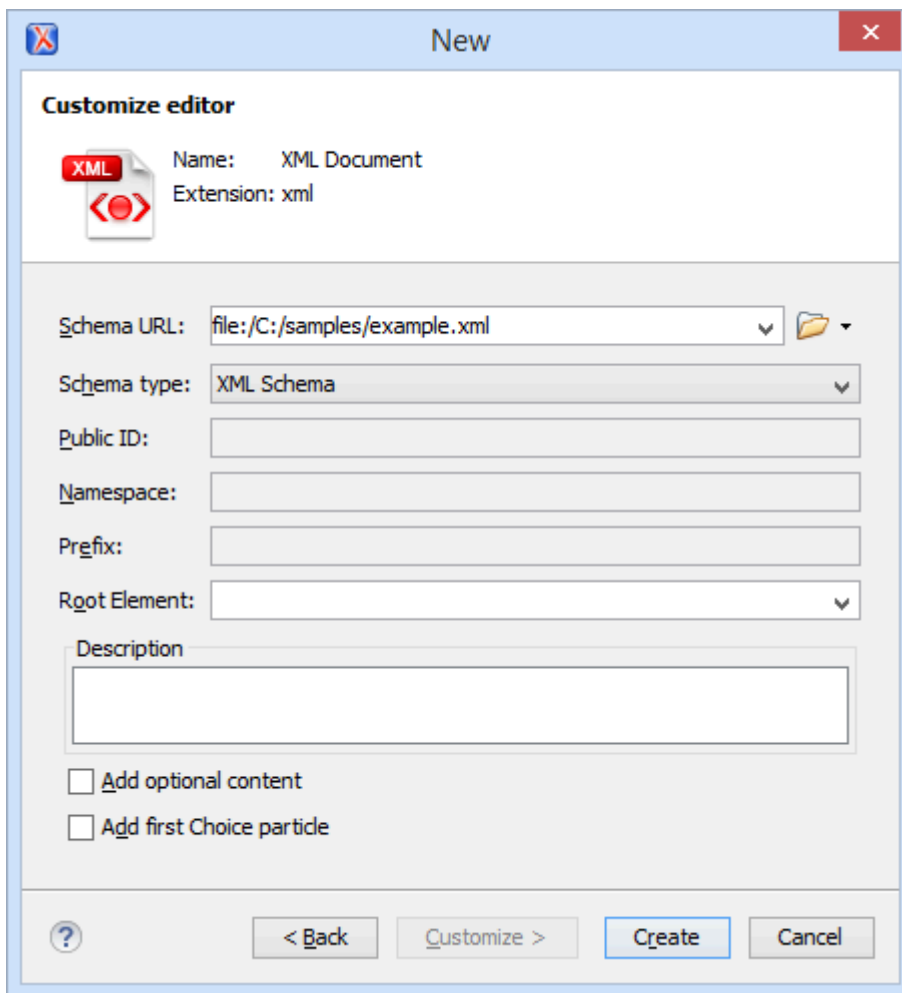 New
Customize editor
XML
Name: XML Document
Extension: xml
Schema URL: file:/C:/samples/example.xml
Schema type: XML Schema
Public ID:
Namespace:
Prefix:
Root Element:
Description
Add optional content
Add first Choice particle
? < Back Customize > Create Cancel